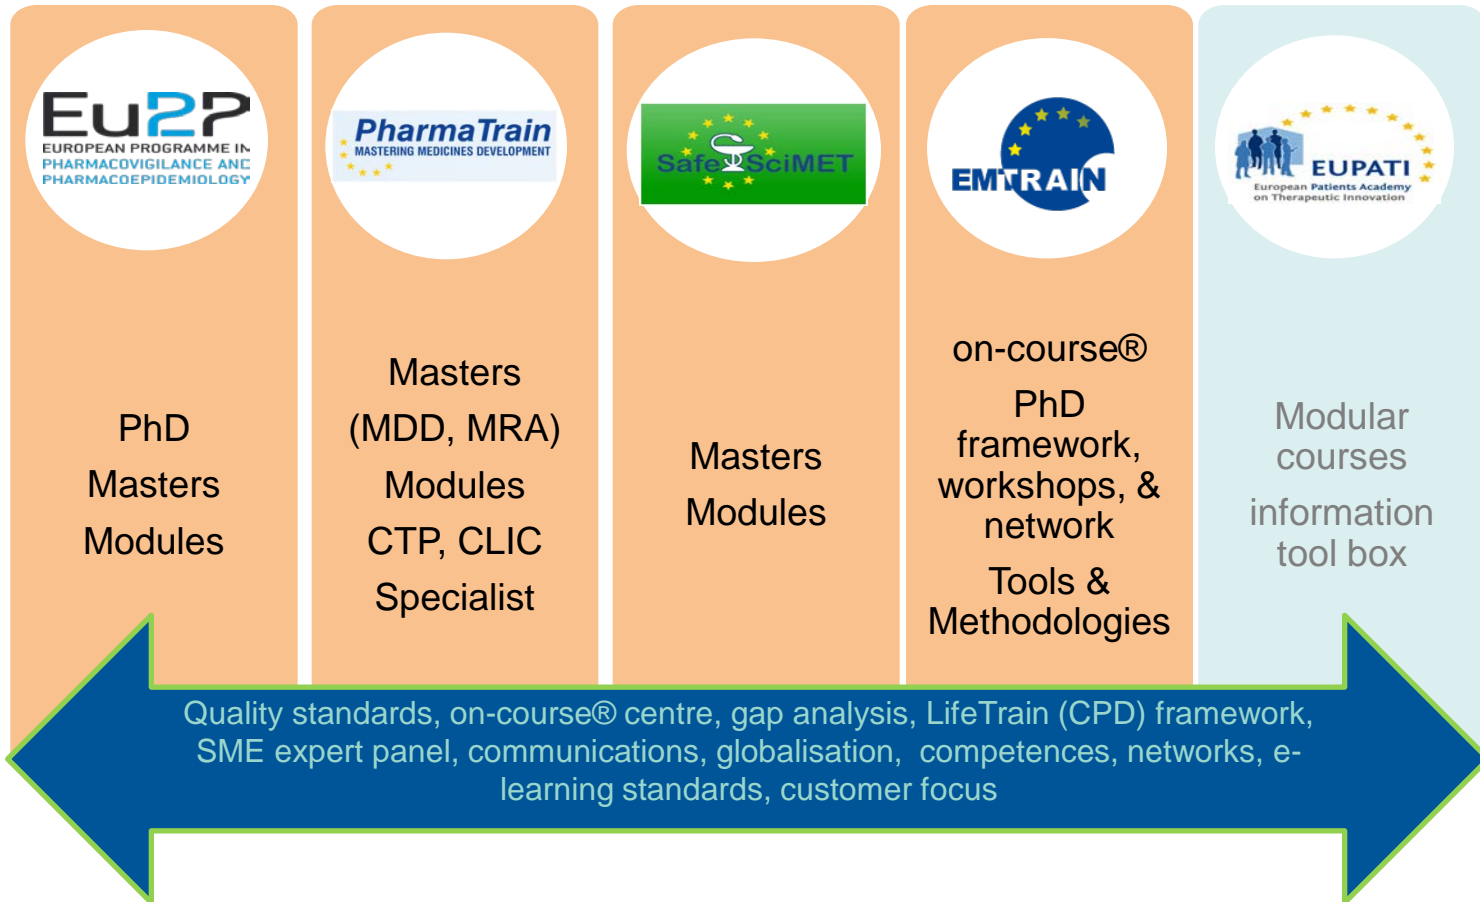 Eu2P
EUROPEAN PROGRAMME IN
PHARMACOVIGILANCE AND
PHARMACOEPIDEMIOLOGY
PhD
Masters
Modules
PharmaTrain
MASTERING MEDICINES DEVELOPMENT
Masters
(MDD, MRA)
Modules
CTP, CLIC
Specialist
SafeSciMET
Masters
Modules
EMTRAIN
on-course®
PhD
framework,
workshops, &
network
Tools &
Methodologies
EUPATI
European Patients Academy
on Therapeutic Innovation
Modular
courses
information
tool box
Quality standards, on-course® centre, gap analysis, LifeTrain (CPD) framework,
SME expert panel, communications, globalisation, competences, networks, e-
learning standards, customer focus